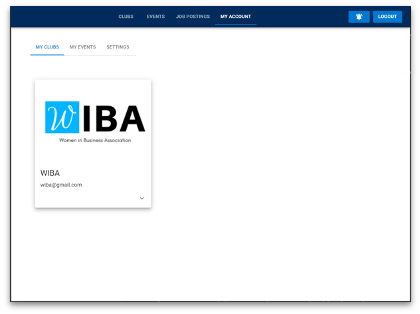 CLUBS EVENTS JOB POSTINGS MY ACCOUNT LOGOUT
MY CLUBS MY EVENTS SETTINGS
W IBA
Women in Business Association
WIBA
wiba@gmail.com